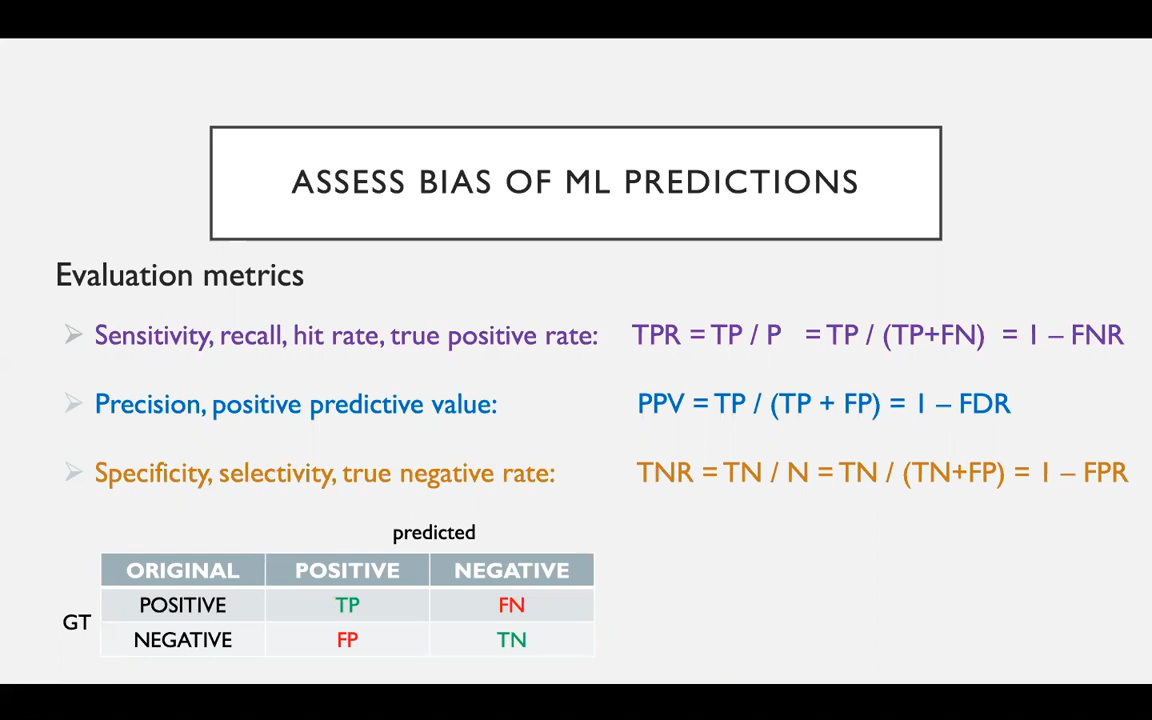 ASSESS BIAS OF ML PREDICTIONS
Evaluation metrics
Sensitivity, recall, hit rate, true positive rate: TPR = TP / P = TP / (TP+FN) = 1 – FNR
Precision, positive predictive value: PPV = TP / (TP + FP) = 1 – FDR
Specificity, selectivity, true negative rate: TNR = TN / N = TN / (TN+FP) = 1 – FPR
predicted
ORIGINAL POSITIVE NEGATIVE
POSITIVE TP FN
GT
NEGATIVE FP TN